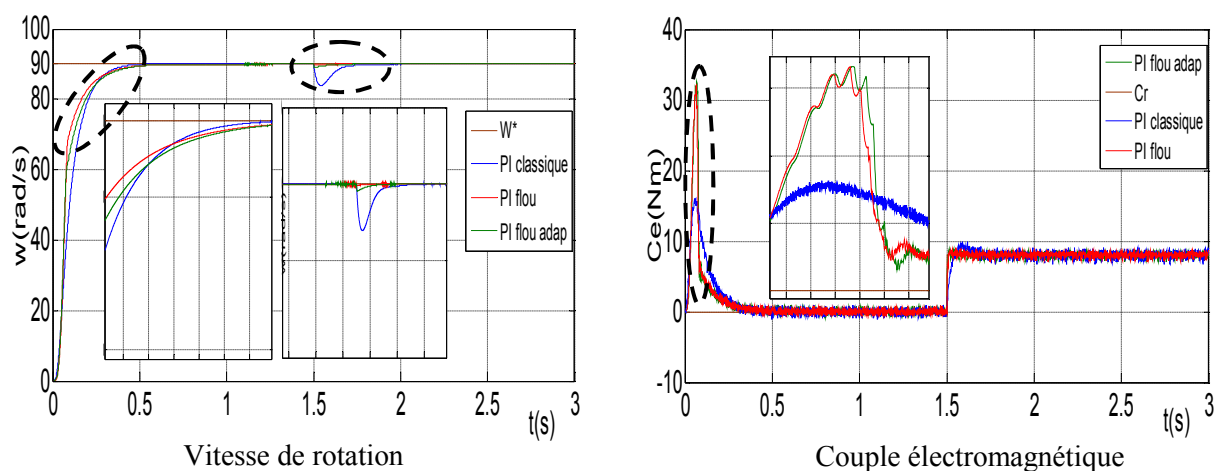 100
90
80
60
40
20
0
w(rad/s)
0
0.5
1
1.5
2
2.5
3
t(s)
W*
PI classique
PI flou
PI flou adap
Vitesse de rotation
40
30
20
10
0
-10
Ce(Nm)
0
0.5
1
1.5
2
2.5
3
t(s)
PI flou adap
Cr
PI classique
PI flou
Couple électromagnétique